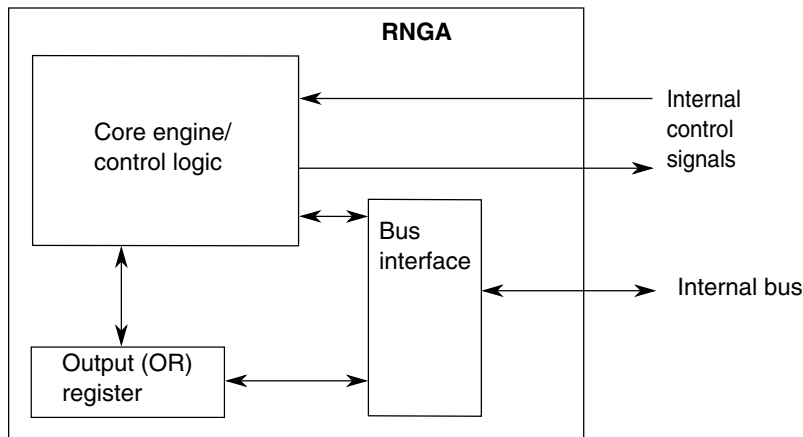 RNGA
Core engine/
control logic
Internal
control
signals
Bus
interface
Internal bus
Output (OR)
register